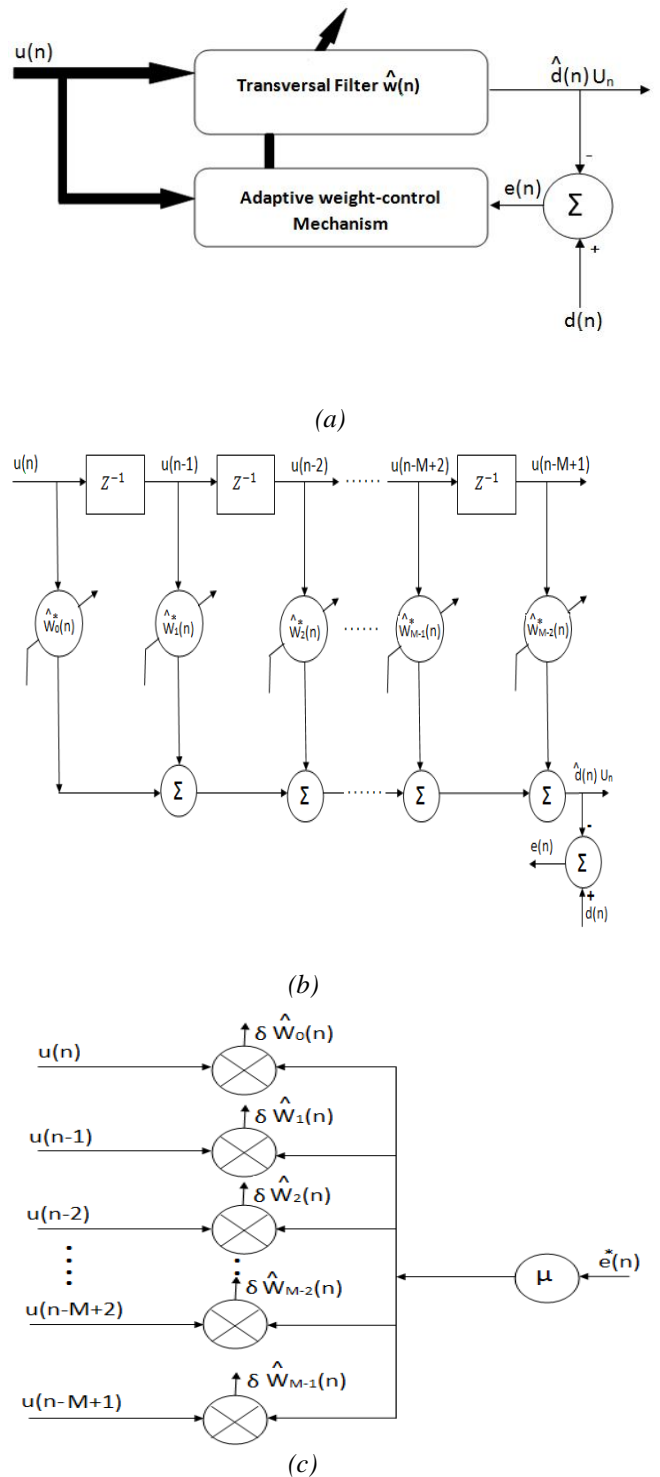 u(n)
Transversal Filter ŵ(n)
d̂(n) Uₙ
-
e(n)
Σ
Adaptive weight-control
Mechanism
+
d(n)
(a)
u(n) Z⁻¹ u(n-1) Z⁻¹ u(n-2) ...... u(n-M+2) Z⁻¹ u(n-M+1)
Ŵ*₀(n) Ŵ*₁(n) Ŵ*₂(n) ...... Ŵ*M-1(n) Ŵ*M-2(n)
Σ Σ ...... Σ Σ d̂(n) Uₙ
-
e(n) Σ
+
d(n)
(b)
δ Ŵ₀(n)
u(n)
δ Ŵ₁(n)
u(n-1)
δ Ŵ₂(n)
u(n-2)
δ ŴM-2(n)
μ e*(n)
u(n-M+2)
δ ŴM-1(n)
u(n-M+1)
(c)